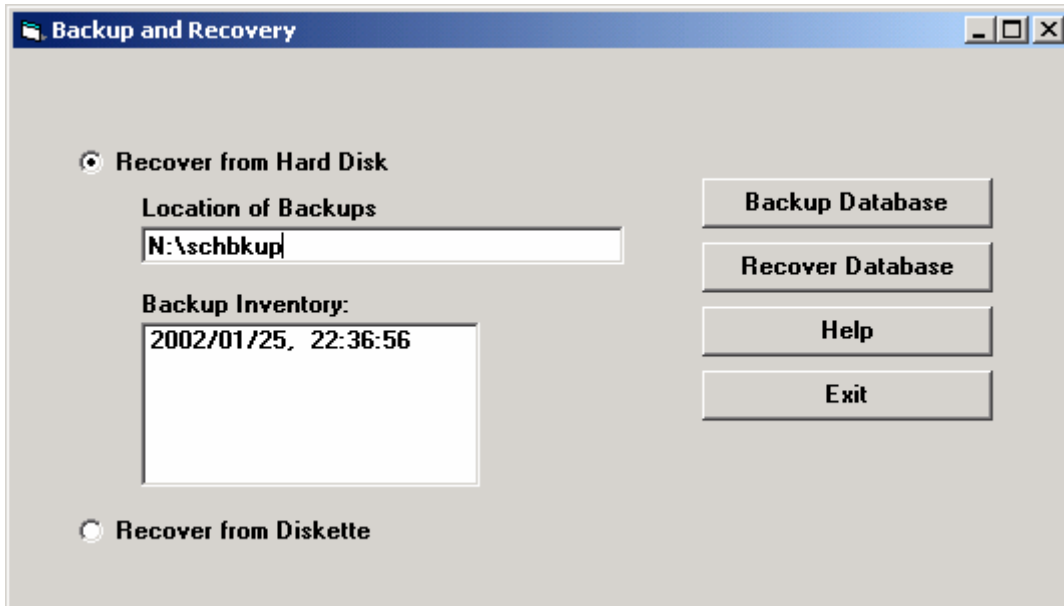 Backup and Recovery
Recover from Hard Disk
Location of Backups
N:\schbkup
Backup Inventory:
2002/01/25, 22:36:56
Recover from Diskette
Backup Database
Recover Database
Help
Exit